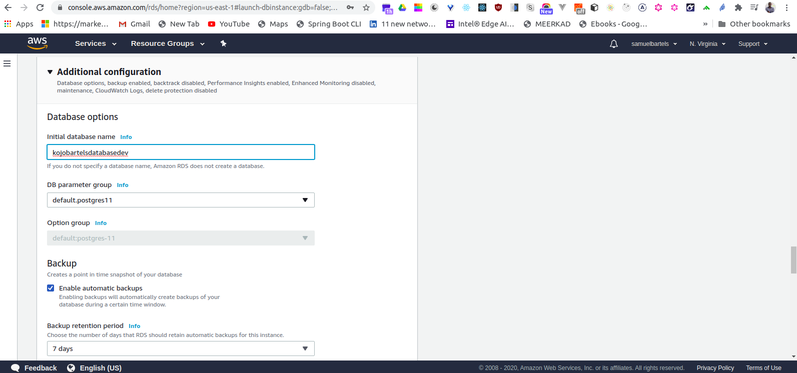 console.aws.amazon.com/rds/home?region=us-east-1#launch-dbinstance:gdb=false;...
Apps
https://marke...
Gmail
New Tab
YouTube
Maps
Spring Boot CLI
11 new netwo...
Intel® Edge AI...
MEERKAD
Ebooks - Goog...
»
Other bookmarks
aws
Services
Resource Groups
samuelbartels
N. Virginia
Support
Additional configuration
Database options, backup enabled, backtrack disabled, Performance Insights enabled, Enhanced Monitoring disabled,
maintenance, CloudWatch Logs, delete protection disabled
Database options
Initial database name Info
kojobartelsdatabasedev
If you do not specify a database name, Amazon RDS does not create a database.
DB parameter group Info
default.postgres11
Option group Info
default:postgres-11
Backup
Creates a point in time snapshot of your database
Enable automatic backups
Enabling backups will automatically create backups of your
database during a certain time window.
Backup retention period Info
Choose the number of days that RDS should retain automatic backups for this instance.
7 days
Feedback
English (US)
© 2008 - 2020, Amazon Web Services, Inc. or its affiliates. All rights reserved.
Privacy Policy
Terms of Use